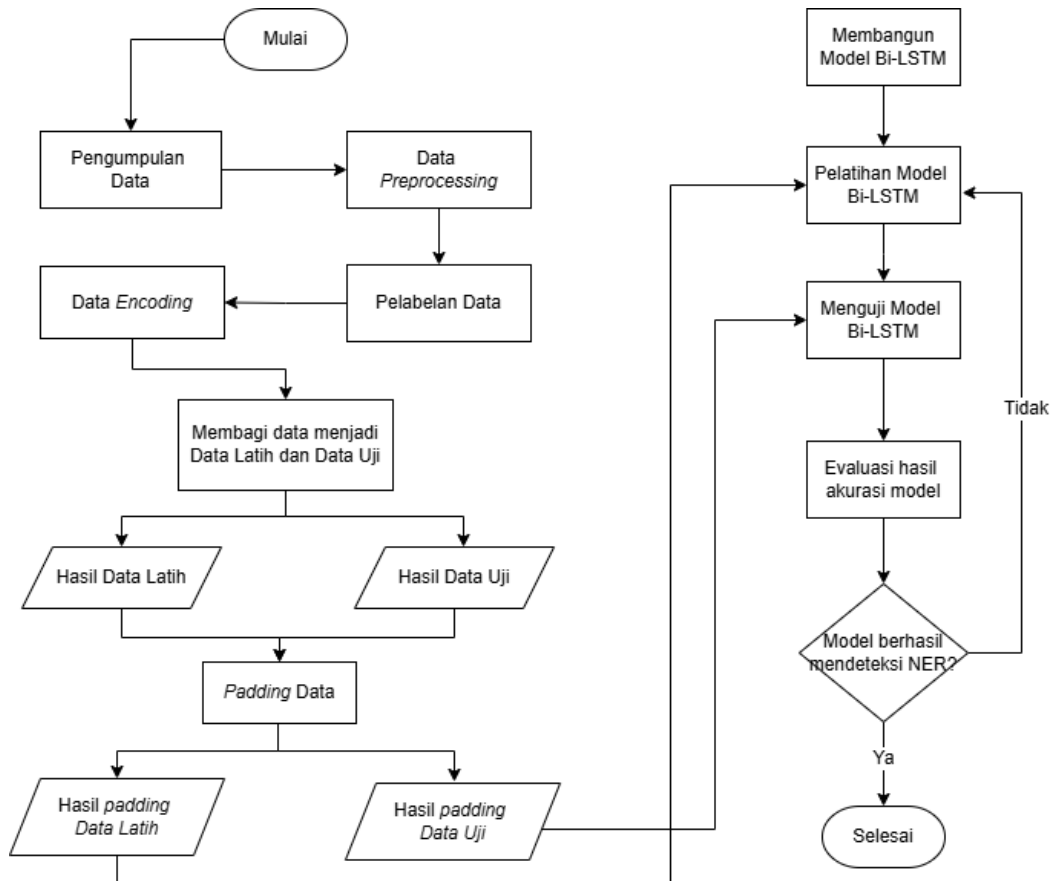 Mulai
Pengumpulan
Data
Data
Preprocessing
Data Encoding
Pelabelan Data
Membagi data menjadi
Data Latih dan Data Uji
Hasil Data Latih
Hasil Data Uji
Padding Data
Hasil padding
Data Latih
Hasil padding
Data Uji
Membangun
Model Bi-LSTM
Pelatihan Model
Bi-LSTM
Menguji Model
Bi-LSTM
Tidak
Evaluasi hasil
akurasi model
Model berhasil
mendeteksi NER?
Ya
Selesai